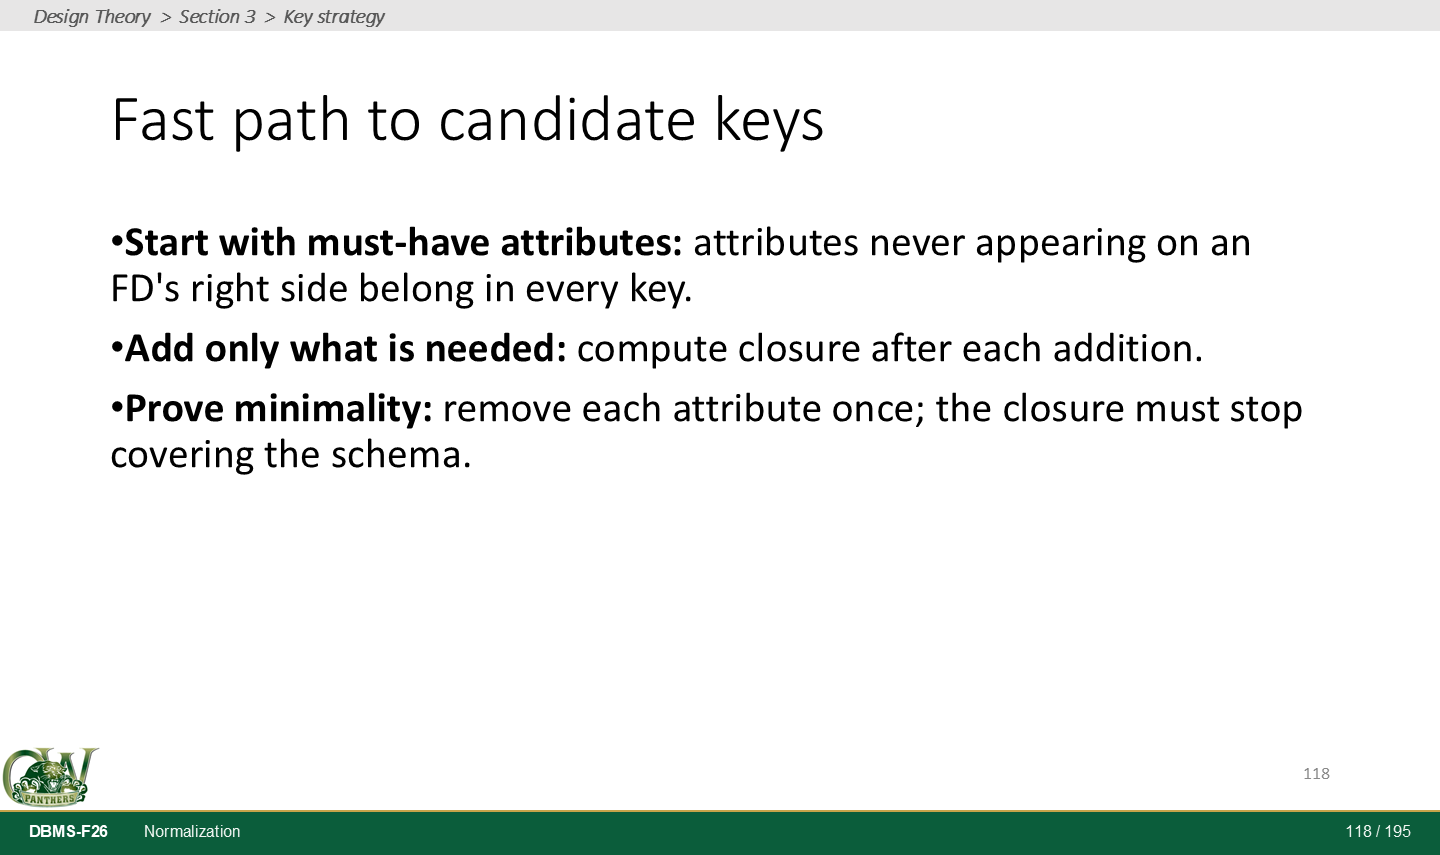 Design Theory > Section 3 > Key strategy
Fast path to candidate keys
•Start with must-have attributes: attributes never appearing on an
FD's right side belong in every key.
•Add only what is needed: compute closure after each addition.
•Prove minimality: remove each attribute once; the closure must stop
covering the schema.
118
OW
PANTHERS
DBMS-F26 Normalization 118 / 195